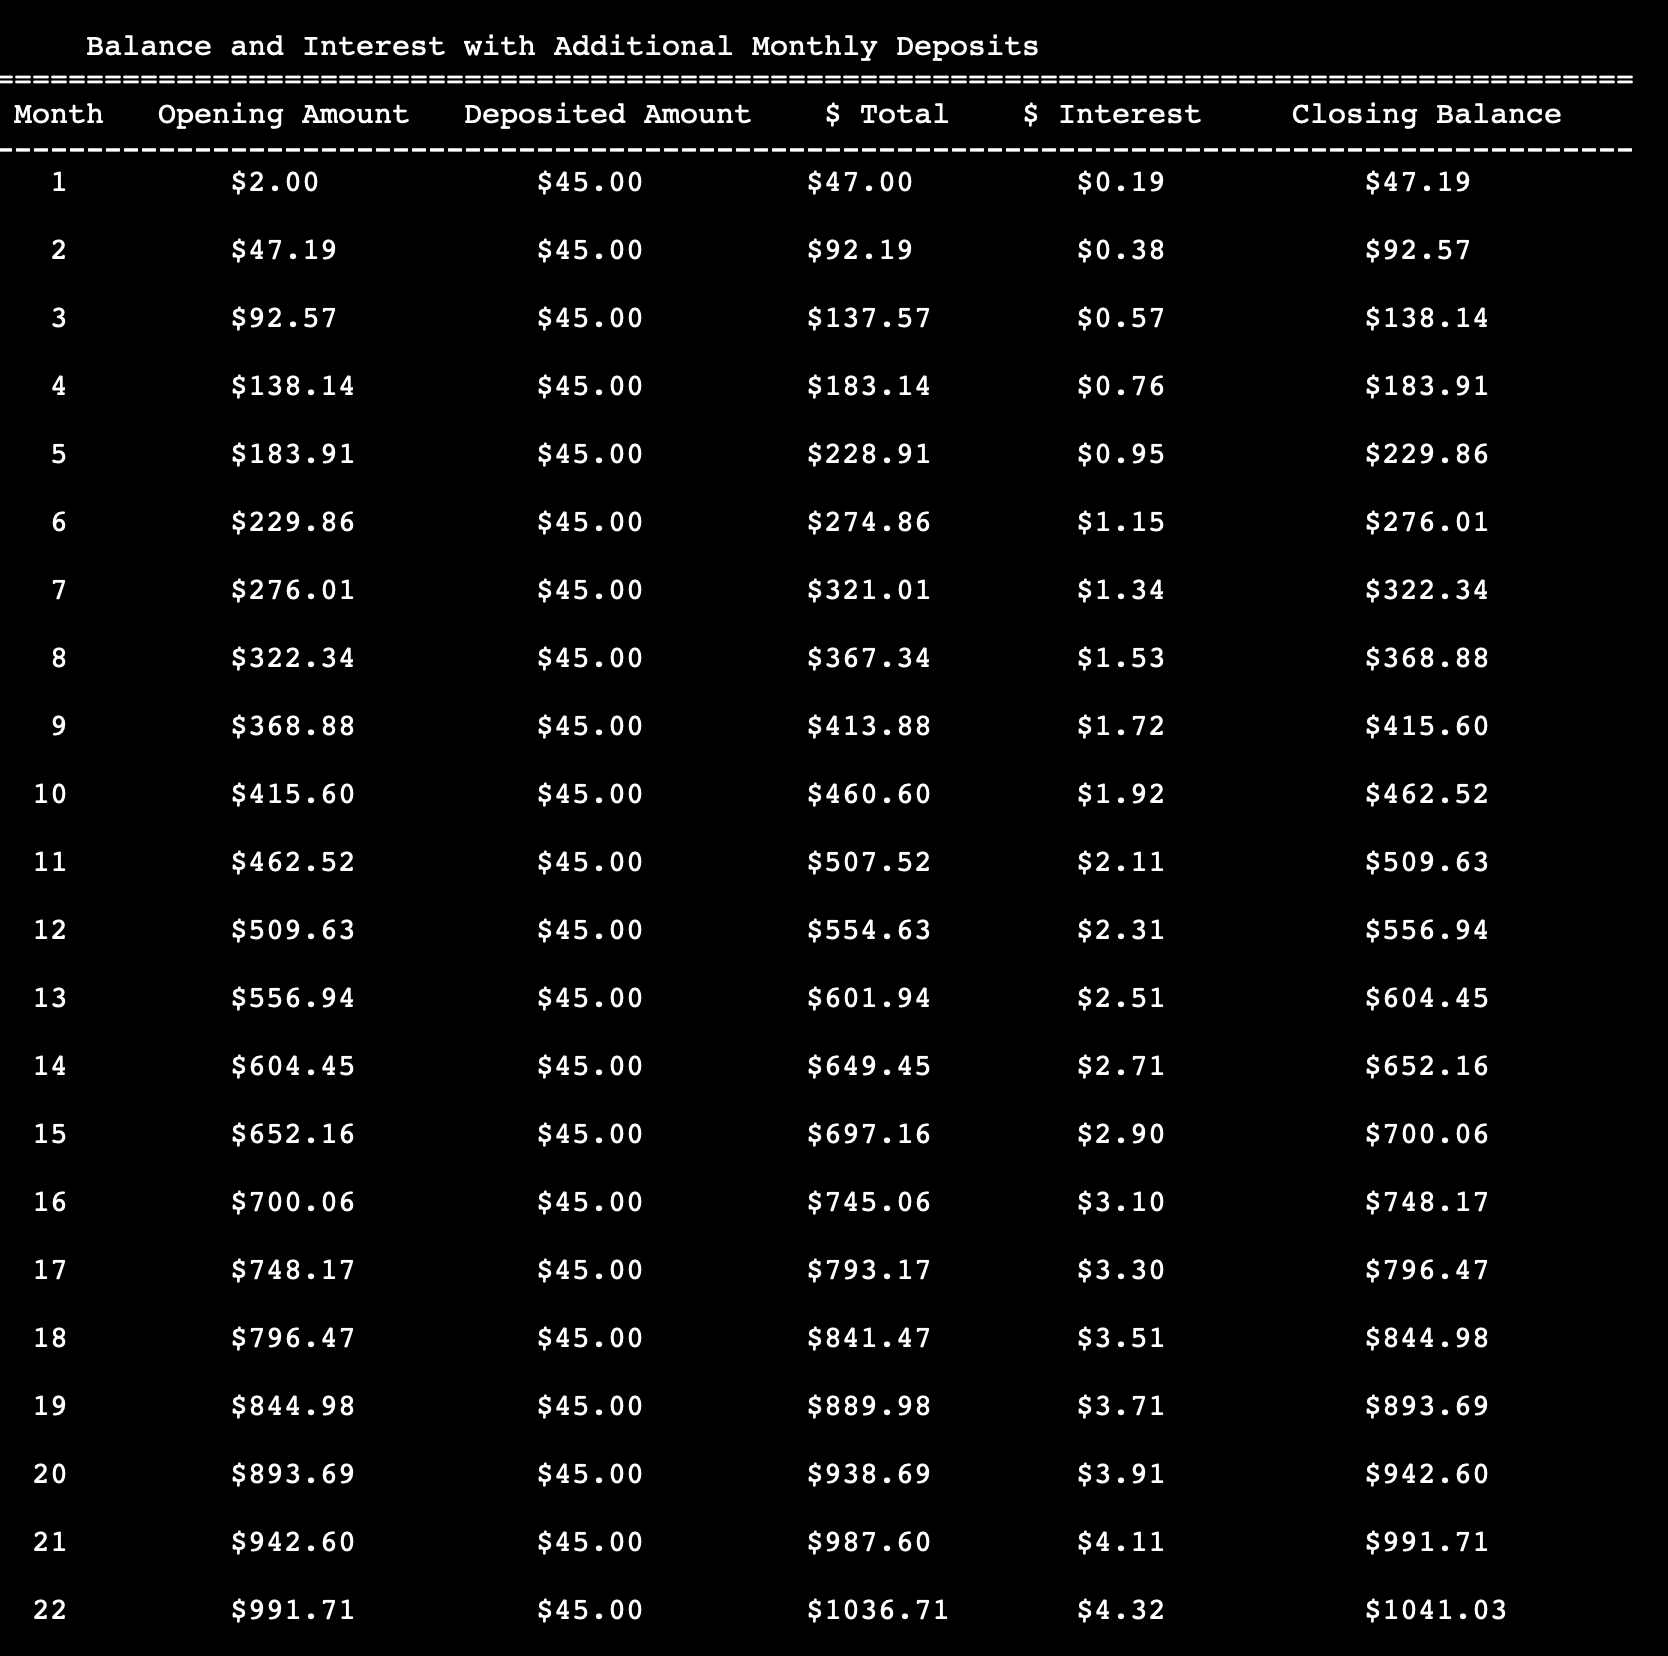 Balance and Interest with Additional Monthly Deposits
===========================================================================================
Month Opening Amount Deposited Amount $ Total $ Interest Closing Balance
-------------------------------------------------------------------------------------------
1 $2.00 $45.00 $47.00 $0.19 $47.19
2 $47.19 $45.00 $92.19 $0.38 $92.57
3 $92.57 $45.00 $137.57 $0.57 $138.14
4 $138.14 $45.00 $183.14 $0.76 $183.91
5 $183.91 $45.00 $228.91 $0.95 $229.86
6 $229.86 $45.00 $274.86 $1.15 $276.01
7 $276.01 $45.00 $321.01 $1.34 $322.34
8 $322.34 $45.00 $367.34 $1.53 $368.88
9 $368.88 $45.00 $413.88 $1.72 $415.60
10 $415.60 $45.00 $460.60 $1.92 $462.52
11 $462.52 $45.00 $507.52 $2.11 $509.63
12 $509.63 $45.00 $554.63 $2.31 $556.94
13 $556.94 $45.00 $601.94 $2.51 $604.45
14 $604.45 $45.00 $649.45 $2.71 $652.16
15 $652.16 $45.00 $697.16 $2.90 $700.06
16 $700.06 $45.00 $745.06 $3.10 $748.17
17 $748.17 $45.00 $793.17 $3.30 $796.47
18 $796.47 $45.00 $841.47 $3.51 $844.98
19 $844.98 $45.00 $889.98 $3.71 $893.69
20 $893.69 $45.00 $938.69 $3.91 $942.60
21 $942.60 $45.00 $987.60 $4.11 $991.71
22 $991.71 $45.00 $1036.71 $4.32 $1041.03